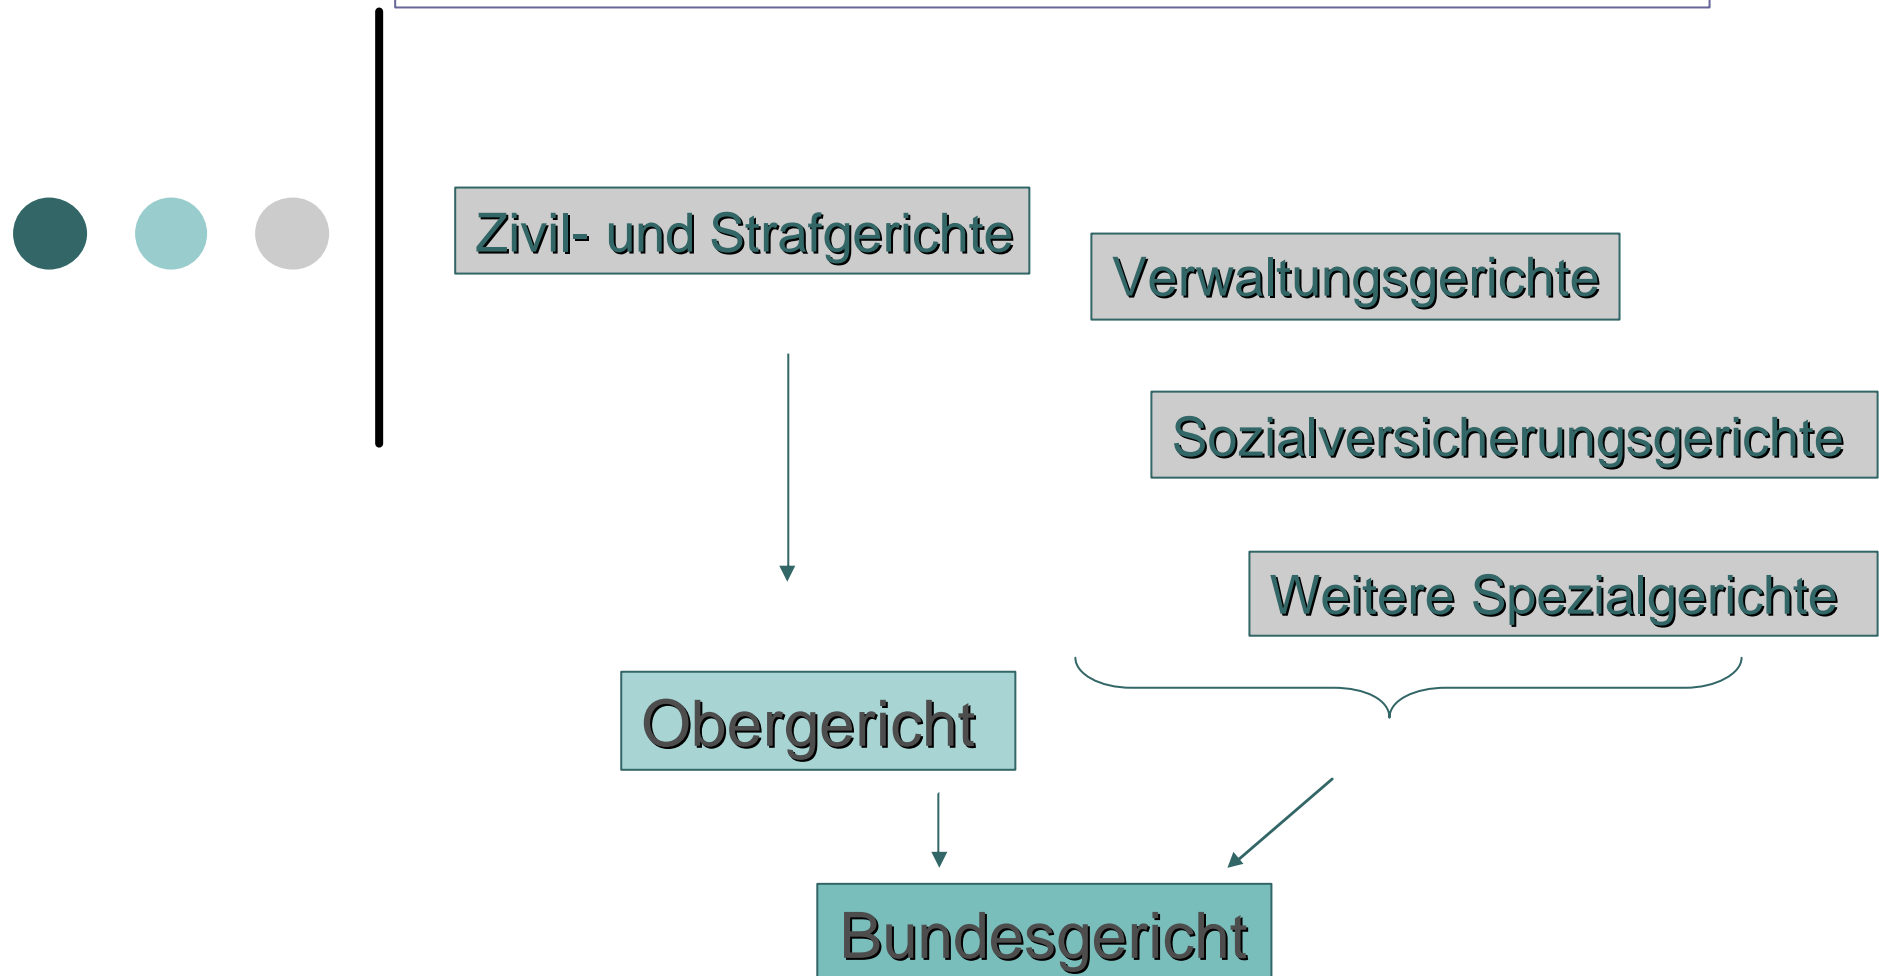 Zivil- und Strafgerichte
Verwaltungsgerichte
Sozialversicherungsgerichte
Weitere Spezialgerichte
Obergericht
Bundesgericht